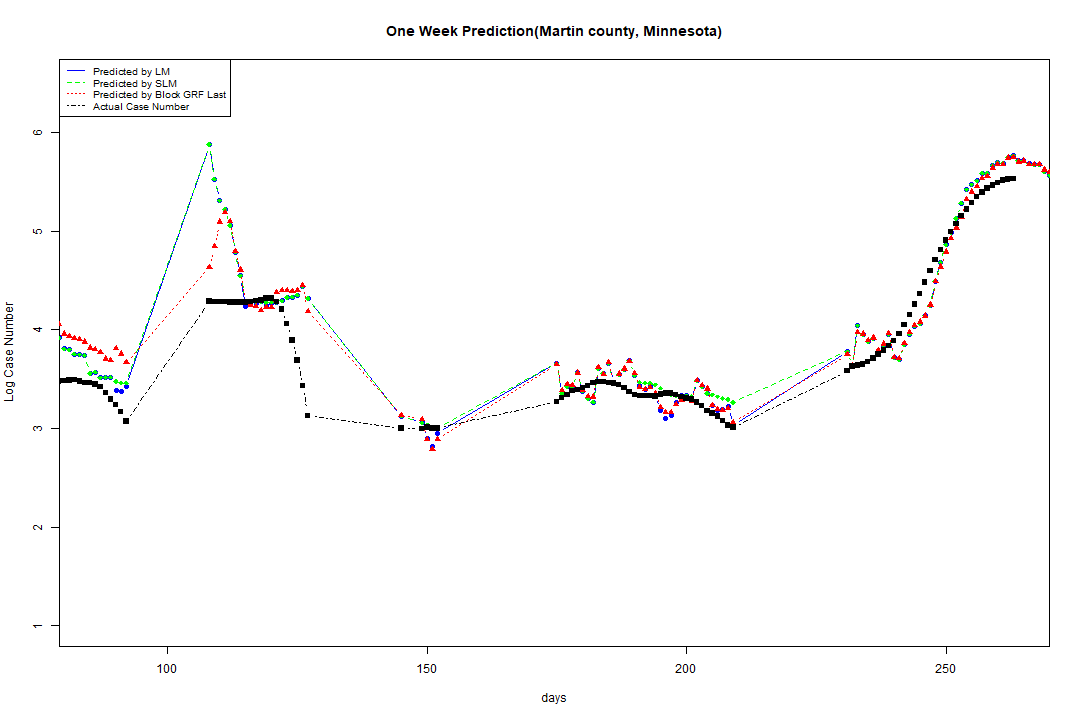 One Week Prediction(Martin county, Minnesota)
Predicted by LM
Predicted by SLM
Predicted by Block GRF Last
Actual Case Number
6
5
4
3
2
1
Log Case Number
100 150 200 250
days